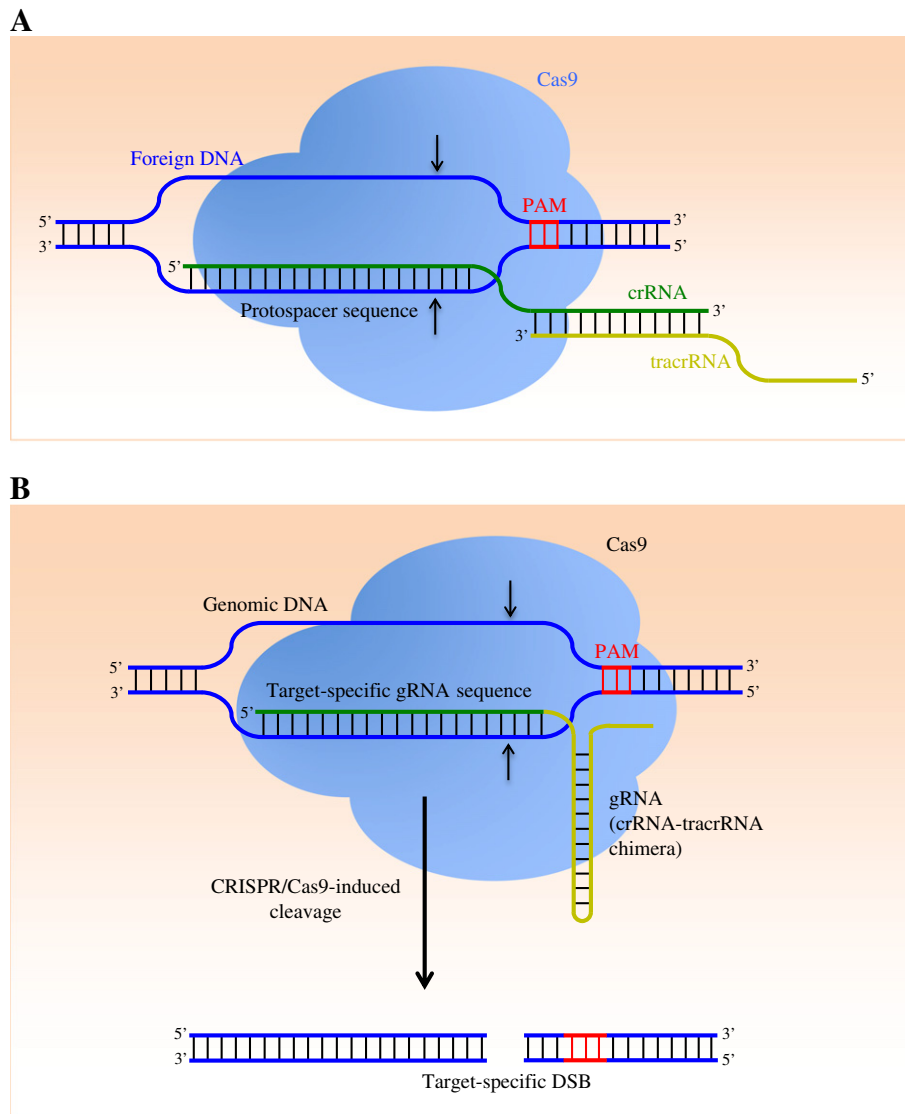 A
Cas9
Foreign DNA
PAM
5’
3’
3’
5’
5’
crRNA
Protospacer sequence
3’
3’
tracrRNA
5’
B
Cas9
Genomic DNA
PAM
5’
3’
3’
5’
Target-specific gRNA sequence
5’
gRNA
(crRNA-tracrRNA
chimera)
CRISPR/Cas9-induced
cleavage
5’
3’
3’
5’
Target-specific DSB